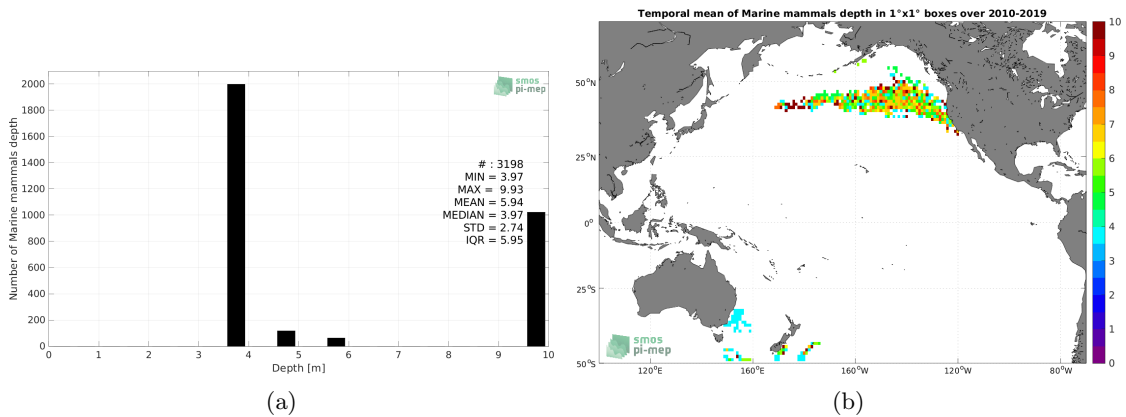 smos
pi-mep
Number of Marine mammals depth
2000
1800
1600
1400
1200
1000
800
600
400
200
0
# : 3198
MIN = 3.97
MAX = 9.93
MEAN = 5.94
MEDIAN = 3.97
STD = 2.74
IQR = 5.95
0 1 2 3 4 5 6 7 8 9 10
Depth [m]
(a)
Temporal mean of Marine mammals depth in 1°x1° boxes over 2010-2019
50°N
25°N
0°
25°S
50°S
120°E 160°E 160°W 120°W 80°W
smos
pi-mep
10
9
8
7
6
5
4
3
2
1
0
(b)